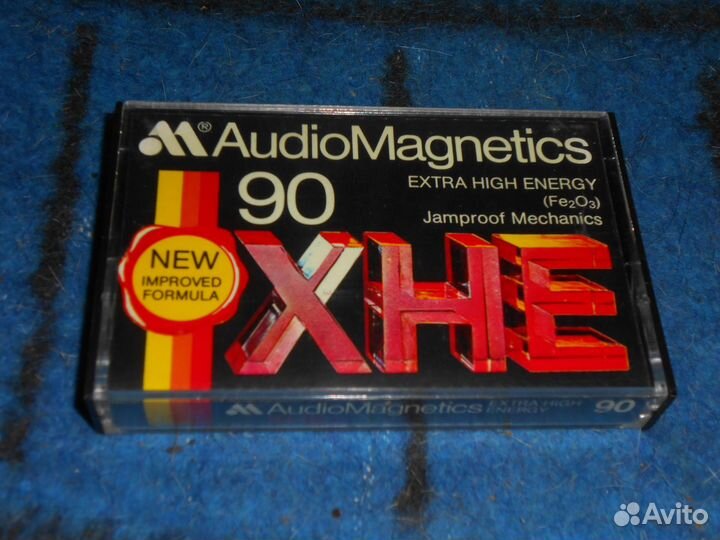 AudioMagnetics
®
90
EXTRA HIGH ENERGY
(Fe₂O₃)
Jamproof Mechanics
NEW
IMPROVED
FORMULA
XHE
AudioMagnetics EXTRA HIGH
ENERGY 90
Avito